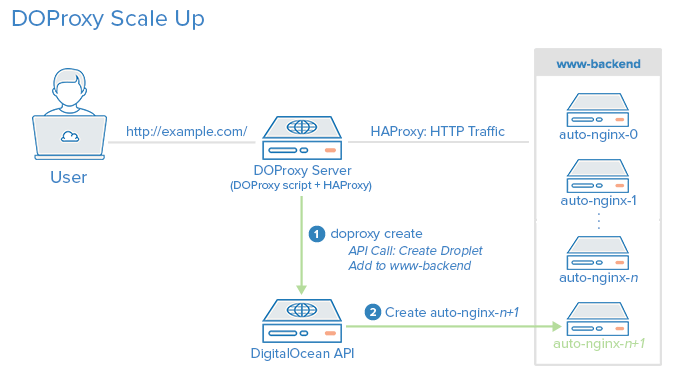 DOProxy Scale Up
www-backend
http://example.com/
HAProxy: HTTP Traffic
auto-nginx-0
User
DOProxy Server
(DOProxy script + HAProxy)
auto-nginx-1
1 doproxy create
API Call: Create Droplet
Add to www-backend
auto-nginx-n
2 Create auto-nginx-n+1
auto-nginx-n+1
DigitalOcean API